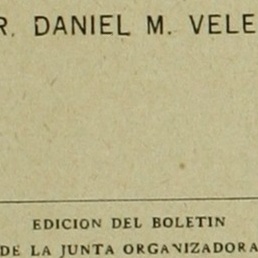 R. DANIEL M. VELE
EDICION DEL BOLETIN
DE LA JUNTA ORGANIZADORA